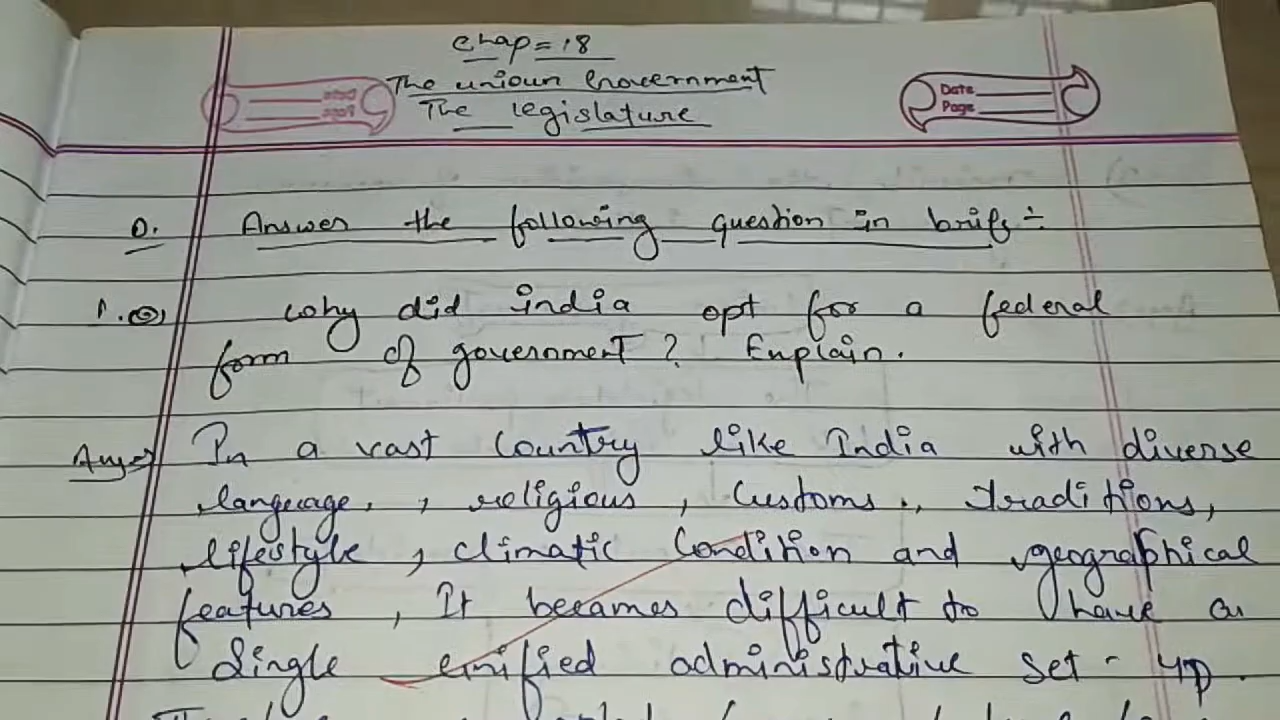 Chap = 18
The unioun Government
The legislature
Date
Page
Q. Answer the following question in brifs ÷
1. Q, why did india opt for a federal
form of government ? Explain.
Ans→ In a vast Country like India with diverse
language, , religious, Customs., traditions,
lifestyle, climatic Condition and geographical
features, It becames difficult to have a
Single unified administrative set-up.